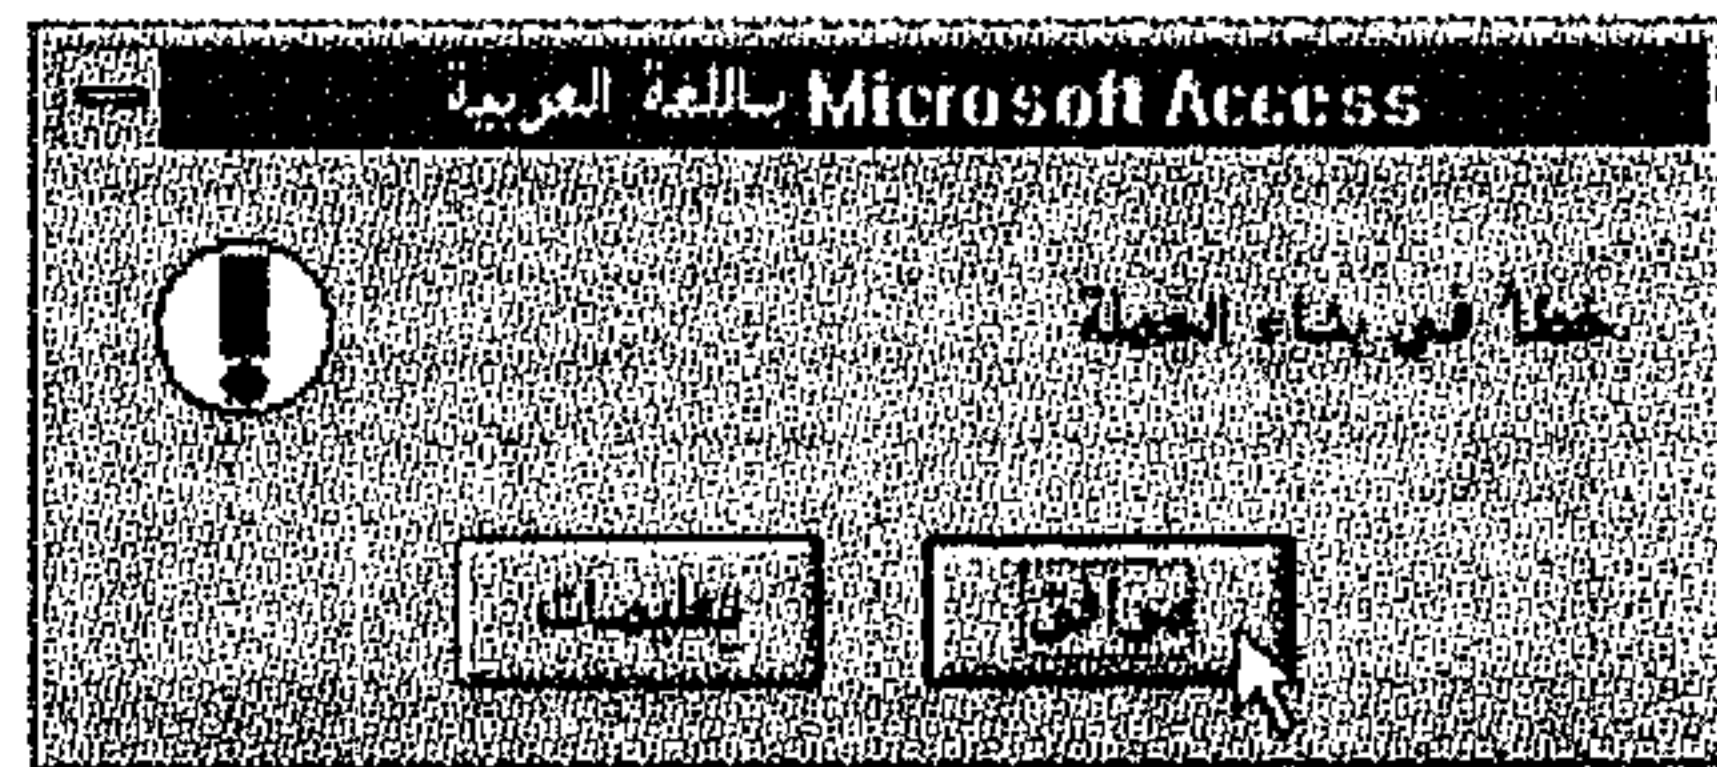 Microsoft Access باللغة العربية
خطأ في بناء الجملة
موافق
تعليمات